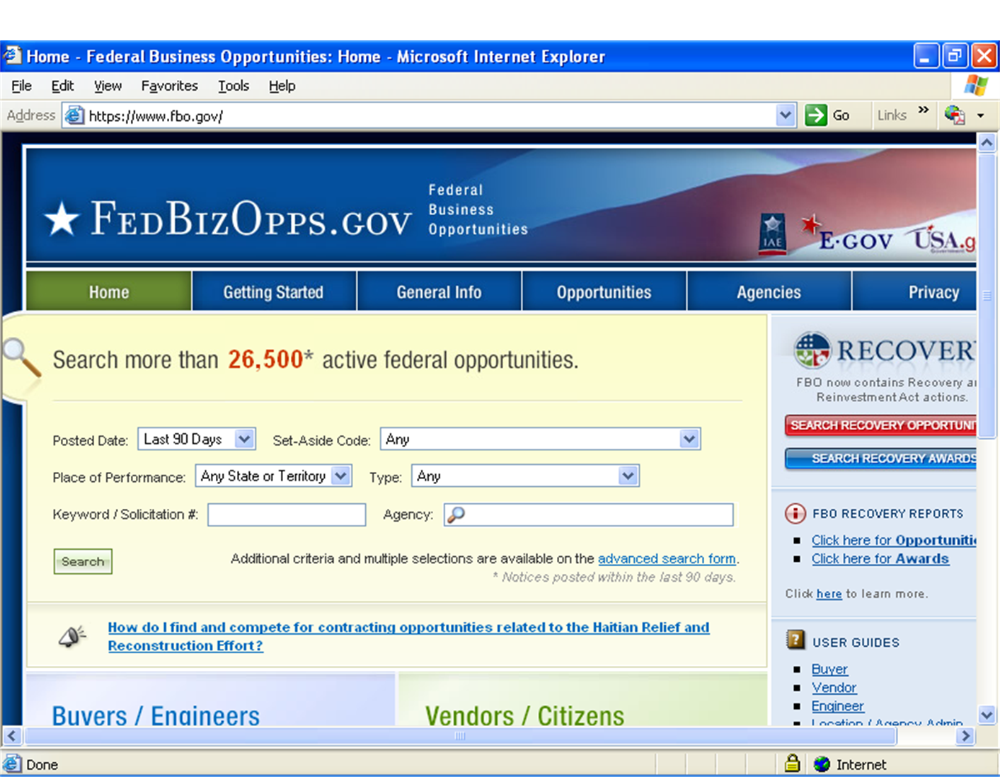 Home - Federal Business Opportunities: Home - Microsoft Internet Explorer
File Edit View Favorites Tools Help
Address https://www.fbo.gov/ Go Links »
FEDBIZOPPS.GOV
Federal
Business
Opportunities
IAE
E·GOV
USA.g
Government
Home Getting Started General Info Opportunities Agencies Privacy
Search more than 26,500* active federal opportunities.
Posted Date: Last 90 Days Set-Aside Code: Any
Place of Performance: Any State or Territory Type: Any
Keyword / Solicitation #: Agency:
Search
Additional criteria and multiple selections are available on the advanced search form.
* Notices posted within the last 90 days.
How do I find and compete for contracting opportunities related to the Haitian Relief and
Reconstruction Effort?
Buyers / Engineers
Vendors / Citizens
RECOVER
FBO now contains Recovery a
Reinvestment Act actions.
SEARCH RECOVERY OPPORTUNI
SEARCH RECOVERY AWARDS
FBO RECOVERY REPORTS
Click here for Opportuniti
Click here for Awards
Click here to learn more.
USER GUIDES
Buyer
Vendor
Engineer
Location / Agency Admin
Done
Internet